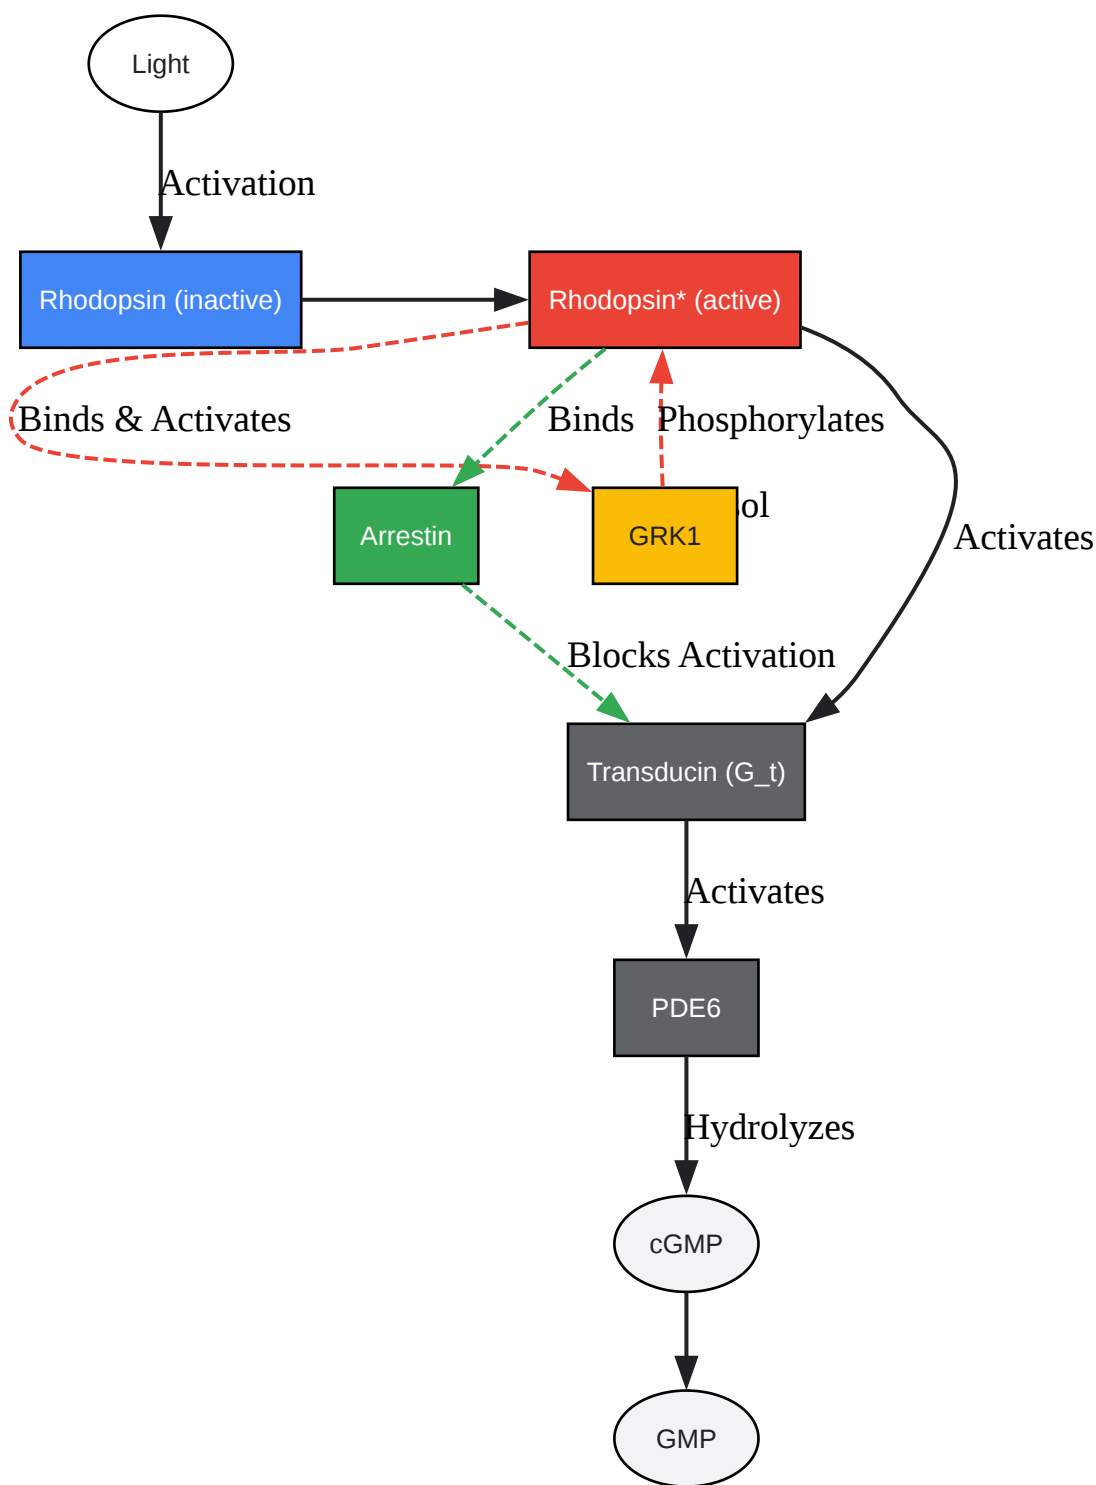 Light
Activation
Rhodopsin (inactive)
Rhodopsin* (active)
Binds & Activates
Binds
Phosphorylates
Arrestin
GRK1
Activates
Blocks Activation
Transducin (G_t)
Activates
PDE6
Hydrolyzes
cGMP
GMP